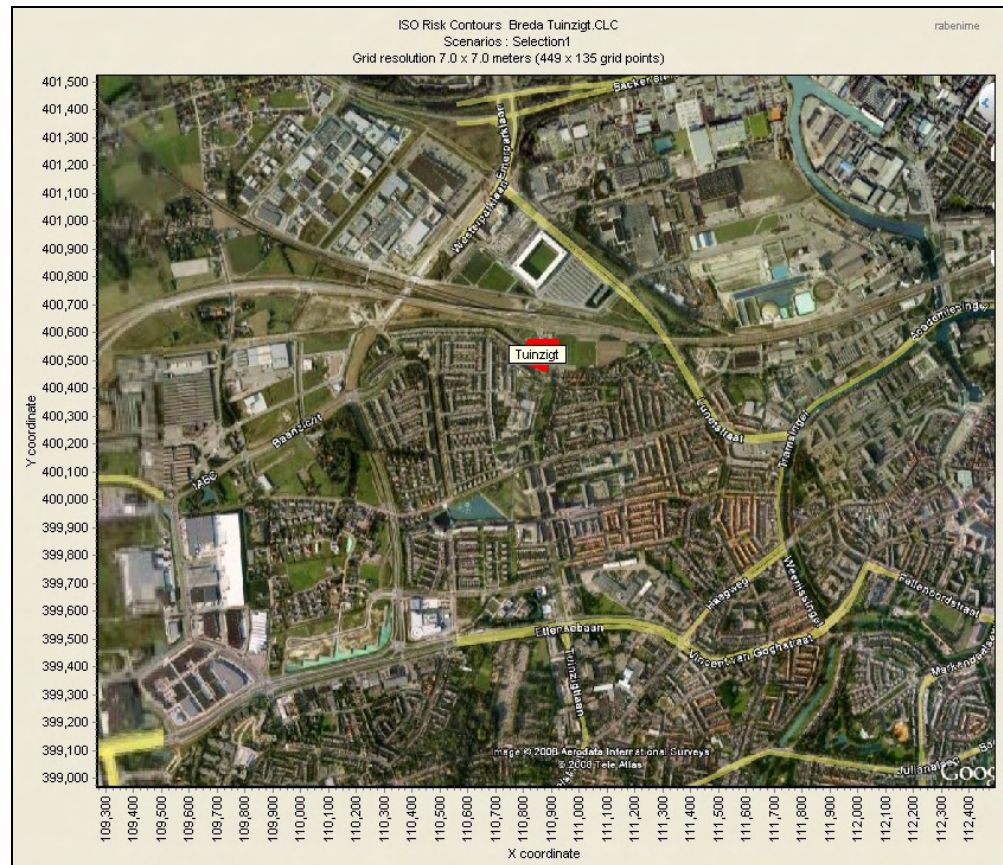 ISO Risk Contours Breda Tuinzigt.CLC
rabenime
Scenarios : Selection1
Grid resolution 7.0 x 7.0 meters (449 x 135 grid points)
Y coordinate
401,500
401,400
401,300
401,200
401,100
401,000
400,900
400,800
400,700
400,600
400,500
400,400
400,300
400,200
400,100
400,000
399,900
399,800
399,700
399,600
399,500
399,400
399,300
399,200
399,100
399,000
Westerparklaan
Emerparklaan
Academiesingel
Tuinzigt
Lunetstraat
Tramsingel
Baanzicht
IABC
Haagweg
Weerijssingel
Fellenoordstraat
Ettensebaan
Vincent van Goghstraat
Tuinzigtlaan
Julianalaan
Image © 2008 Aerodata International Surveys
© 2008 Tele Atlas
Goog
109,300
109,400
109,500
109,600
109,700
109,800
109,900
110,000
110,100
110,200
110,300
110,400
110,500
110,600
110,700
110,800
110,900
111,000
111,100
111,200
111,300
111,400
111,500
111,600
111,700
111,800
111,900
112,000
112,100
112,200
112,300
112,400
X coordinate